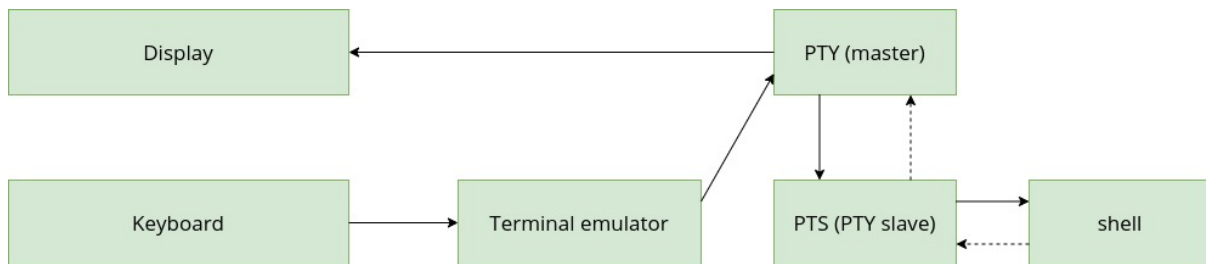 Display
PTY (master)
Keyboard
Terminal emulator
PTS (PTY slave)
shell